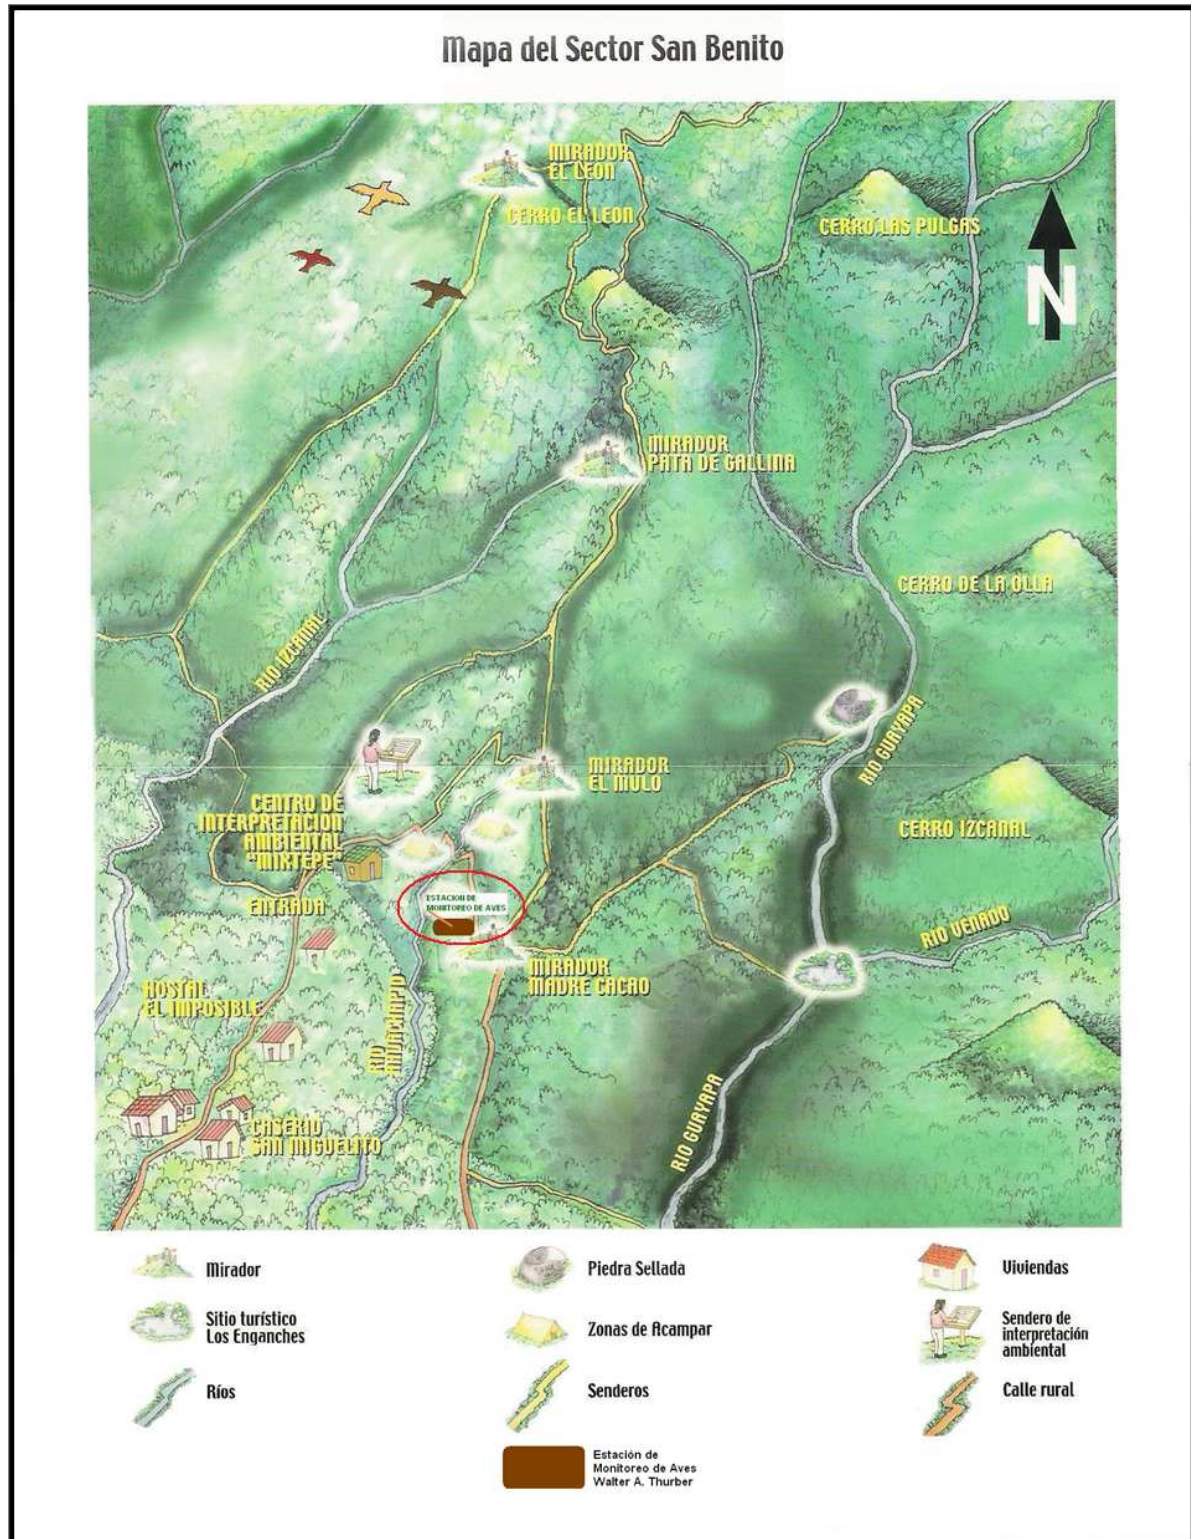 Mapa del Sector San Benito
MIRADOR
EL LEON
CERRO EL LEON
CERRO LAS PULGAS
N
MIRADOR
PATA DE GALLINA
CERRO DE LA OLLA
RIO IZCANAL
RIO GUAYAPA
MIRADOR
EL MULO
CENTRO DE
INTERPRETACION
AMBIENTAL
"MIXTEPE"
CERRO IZCANAL
ENTRADA
ESTACION DE
MONITOREO DE AVES
RIO VENADO
MIRADOR
MADRE CACAO
HOSTAL
EL IMPOSIBLE
RIO
AHUACHAPIO
CASERIO
SAN MIGUELITO
RIO GUAYAPA
Mirador
Piedra Sellada
Viviendas
Sitio turístico
Los Enganches
Zonas de Acampar
Sendero de
interpretación
ambiental
Ríos
Senderos
Calle rural
Estación de
Monitoreo de Aves
Walter A. Thurber